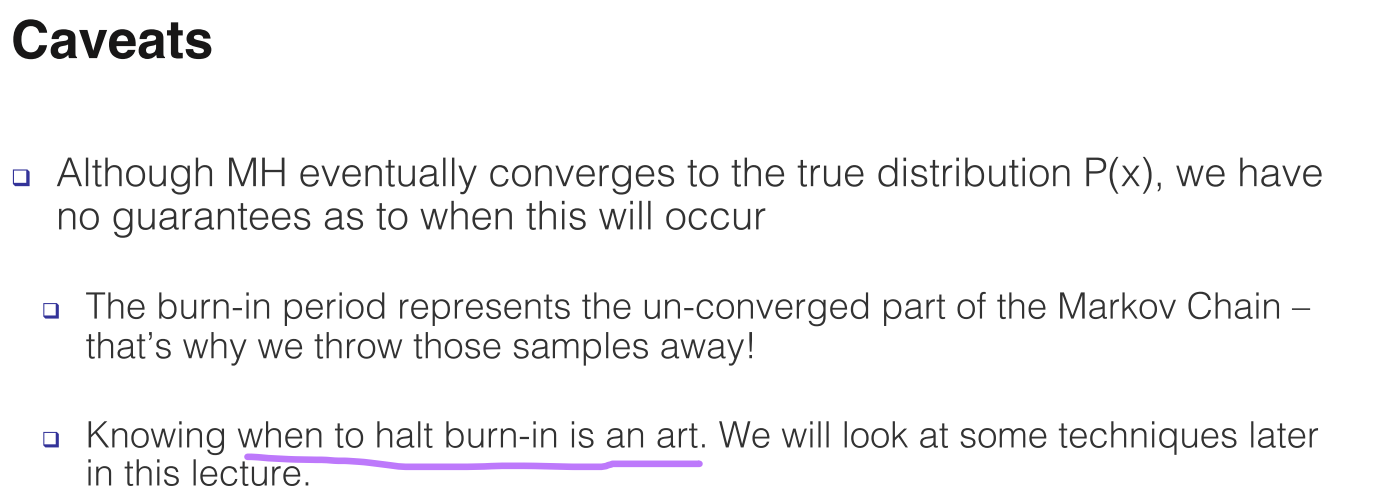 Caveats
Although MH eventually converges to the true distribution P(x), we have
no guarantees as to when this will occur
The burn-in period represents the un-converged part of the Markov Chain –
that's why we throw those samples away!
Knowing when to halt burn-in is an art. We will look at some techniques later
in this lecture.